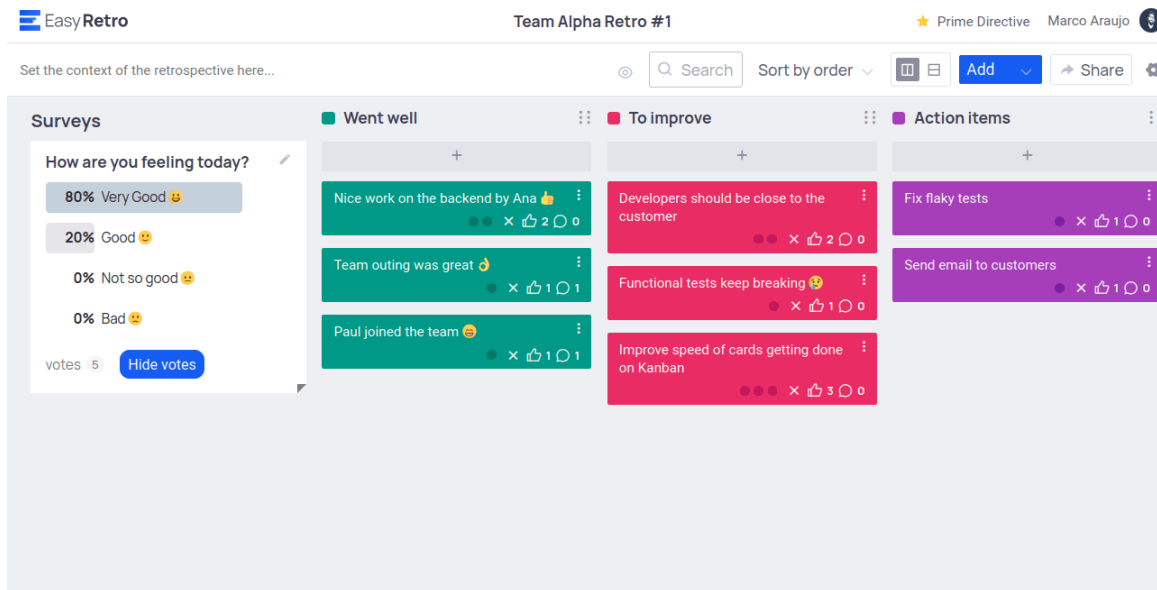 EasyRetro
Team Alpha Retro #1
Prime Directive
Marco Araujo
Set the context of the retrospective here...
Search
Sort by order
Add
Share
Surveys
How are you feeling today?
80% Very Good 😀
20% Good 🙂
0% Not so good 😐
0% Bad 🙁
votes 5
Hide votes
Went well
+
Nice work on the backend by Ana 👍
2 0
Team outing was great 👌
1 1
Paul joined the team 😄
1 1
To improve
+
Developers should be close to the
customer
2 0
Functional tests keep breaking 😢
1 0
Improve speed of cards getting done
on Kanban
3 0
Action items
+
Fix flaky tests
1 0
Send email to customers
1 0